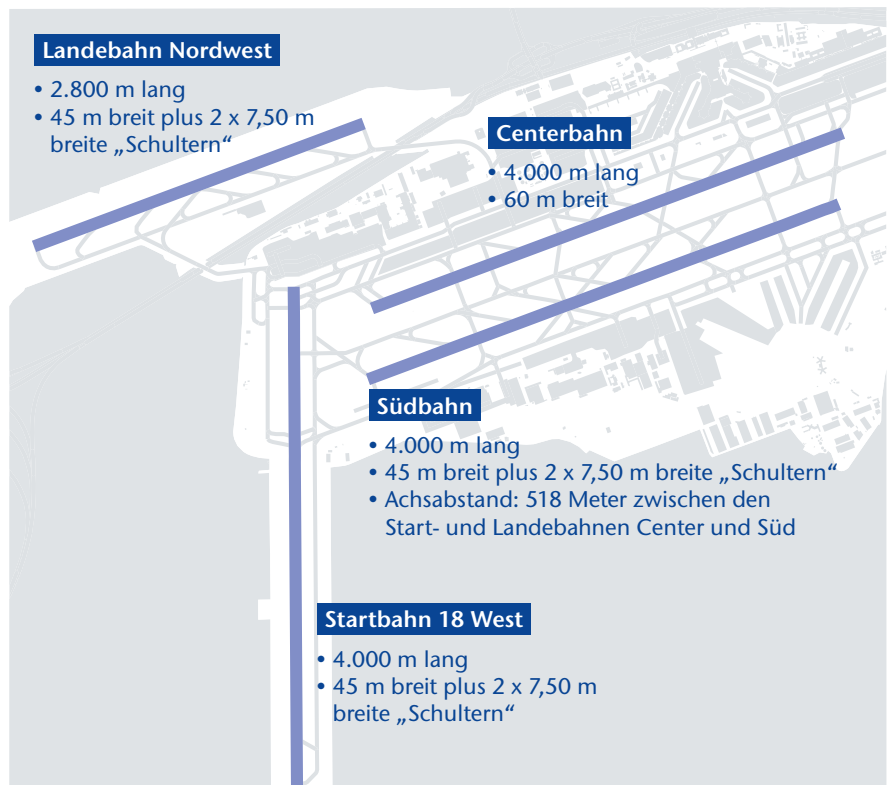 Landebahn Nordwest
• 2.800 m lang
• 45 m breit plus 2 x 7,50 m
breite „Schultern“
Centerbahn
• 4.000 m lang
• 60 m breit
Südbahn
• 4.000 m lang
• 45 m breit plus 2 x 7,50 m breite „Schultern“
• Achsabstand: 518 Meter zwischen den
Start- und Landebahnen Center und Süd
Startbahn 18 West
• 4.000 m lang
• 45 m breit plus 2 x 7,50 m
breite „Schultern“